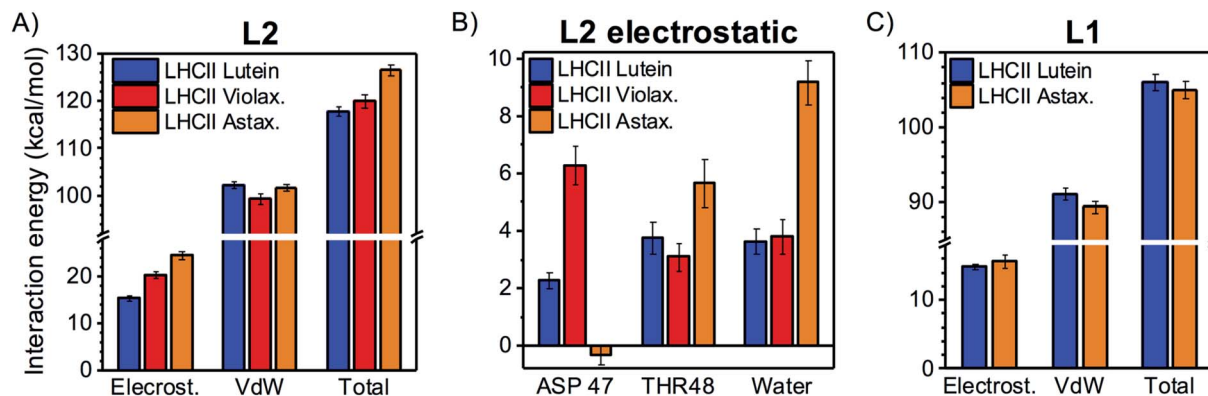 A)
L2
Interaction energy (kcal/mol)
130
120
110
100
20
10
0
LHCII Lutein
LHCII Violax.
LHCII Astax.
Elecrost.
VdW
Total
B)
L2 electrostatic
10
8
6
4
2
0
LHCII Lutein
LHCII Violax.
LHCII Astax.
ASP 47
THR48
Water
C)
L1
110
100
90
10
0
LHCII Lutein
LHCII Astax.
Electrost.
VdW
Total